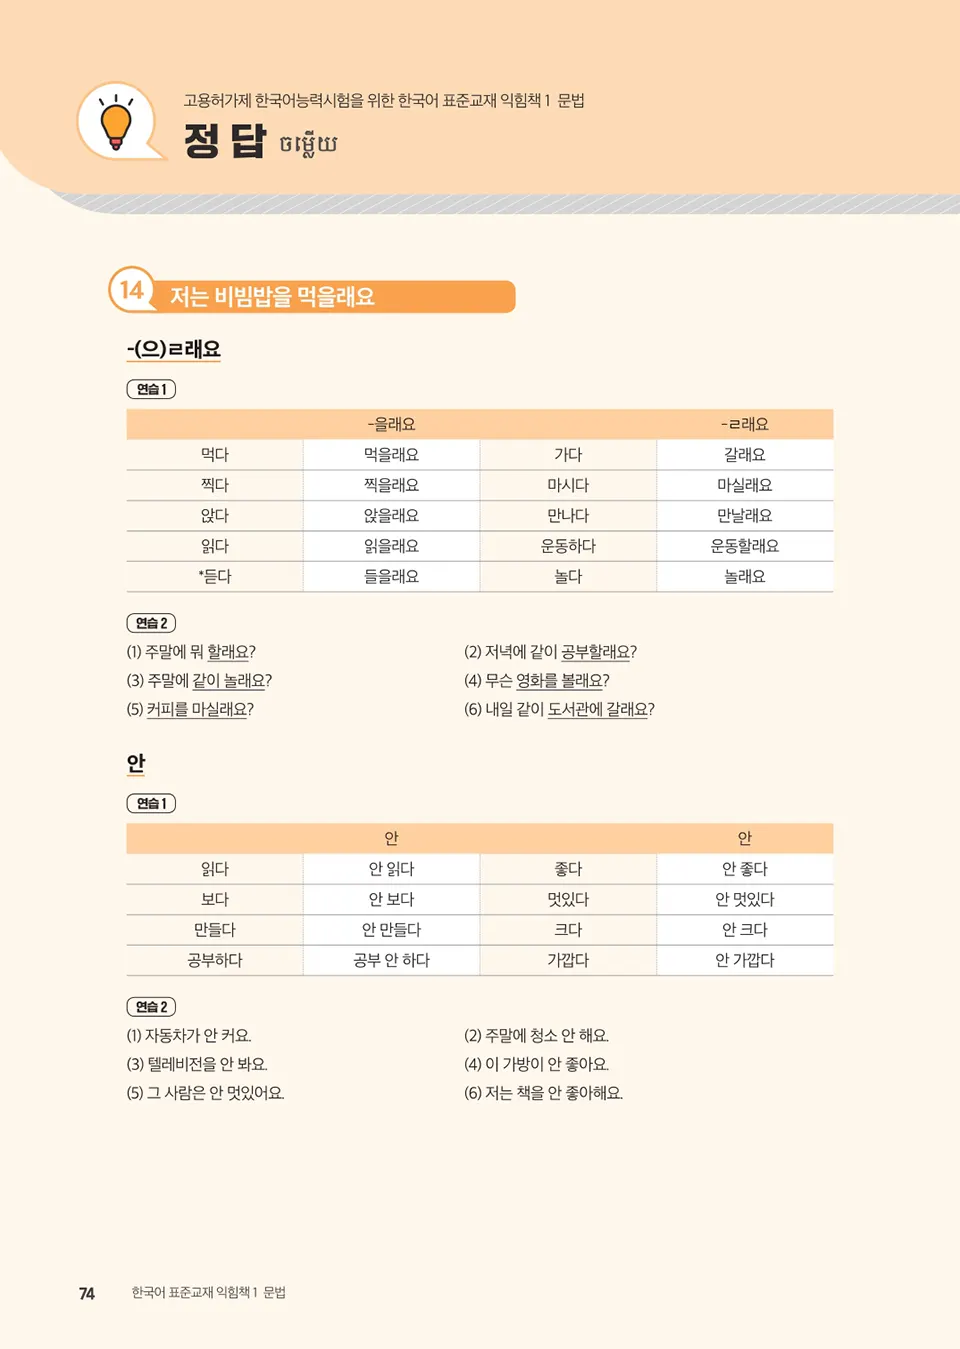 고용허가제 한국어능력시험을 위한 한국어 표준교재 익힘책 1 문법
정답 ចម្លើយ
14 저는 비빔밥을 먹을래요
-(으)ㄹ래요
연습 1
-을래요 -ㄹ래요
먹다 먹을래요 가다 갈래요
찍다 찍을래요 마시다 마실래요
앉다 앉을래요 만나다 만날래요
읽다 읽을래요 운동하다 운동할래요
*듣다 들을래요 놀다 놀래요
연습 2
(1) 주말에 뭐 할래요? (2) 저녁에 같이 공부할래요?
(3) 주말에 같이 놀래요? (4) 무슨 영화를 볼래요?
(5) 커피를 마실래요? (6) 내일 같이 도서관에 갈래요?
안
연습 1
안 안
읽다 안 읽다 좋다 안 좋다
보다 안 보다 멋있다 안 멋있다
만들다 안 만들다 크다 안 크다
공부하다 공부 안 하다 가깝다 안 가깝다
연습 2
(1) 자동차가 안 커요. (2) 주말에 청소 안 해요.
(3) 텔레비전을 안 봐요. (4) 이 가방이 안 좋아요.
(5) 그 사람은 안 멋있어요. (6) 저는 책을 안 좋아해요.
74 한국어 표준교재 익힘책 1 문법